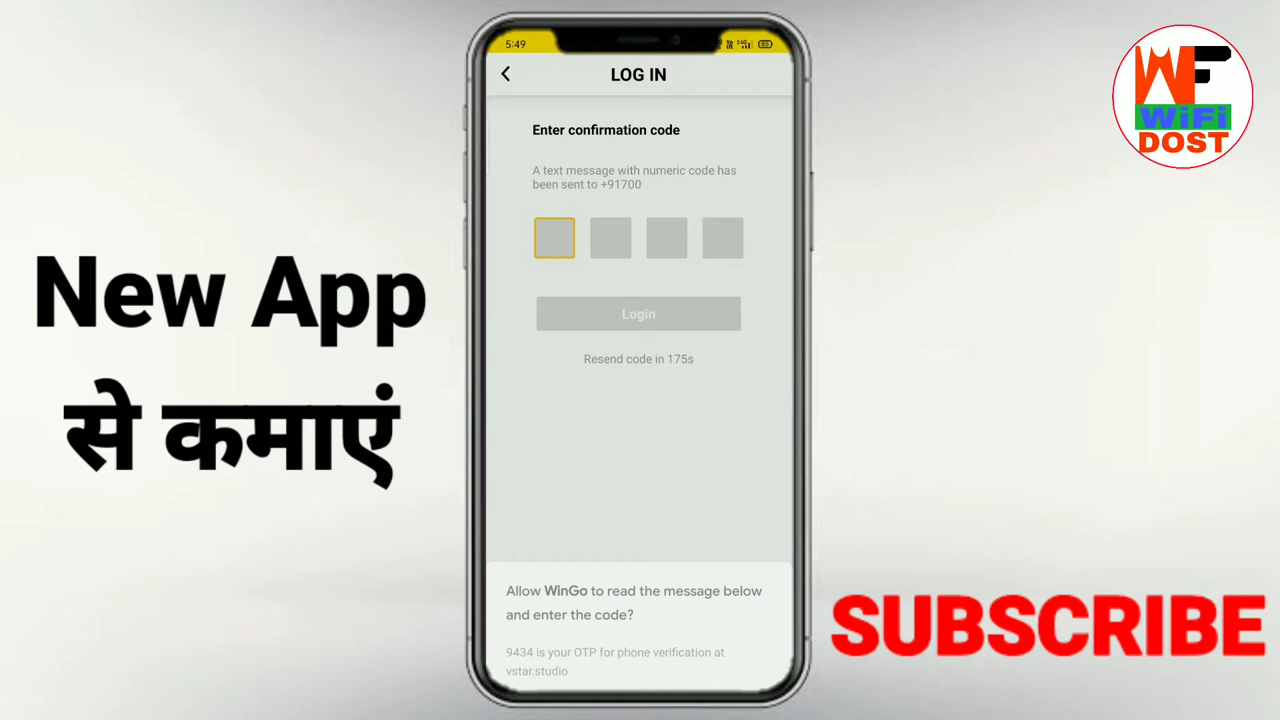 5:49
LOG IN
Enter confirmation code
A text message with numeric code has
been sent to +91700
Login
Resend code in 175s
Allow WinGo to read the message below
and enter the code?
9434 is your OTP for phone verification at
vstar.studio
New App
से कमाएं
WF
WiFi
DOST
SUBSCRIBE